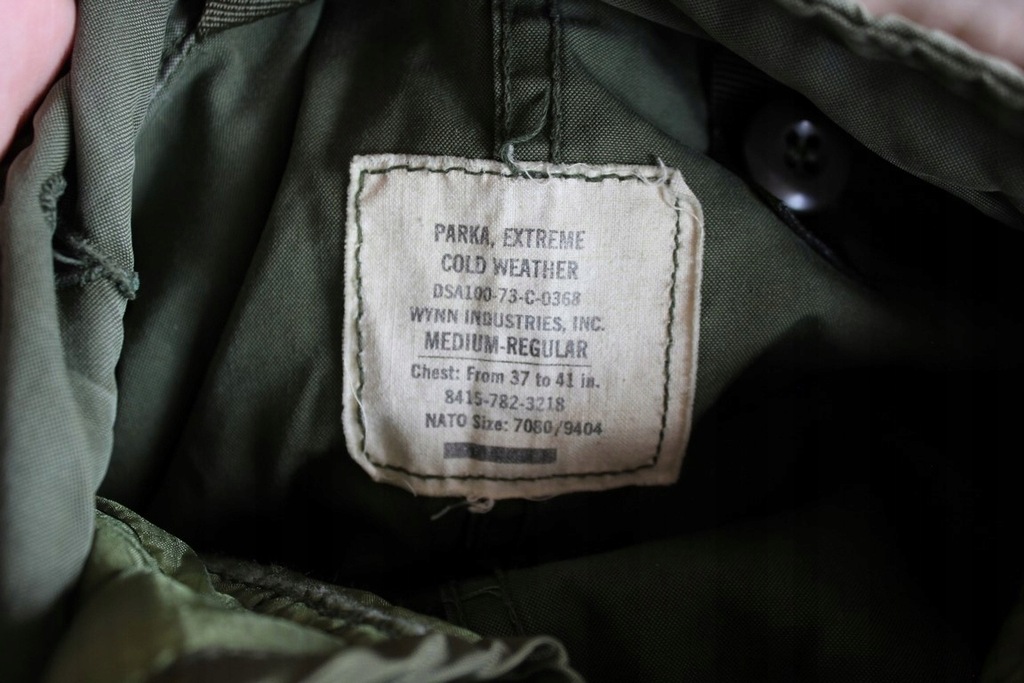 PARKA, EXTREME
COLD WEATHER
DSA100-73-C-0368
WYNN INDUSTRIES, INC.
MEDIUM-REGULAR
Chest: From 37 to 41 in.
8415-782-3218
NATO Size: 7080/9404